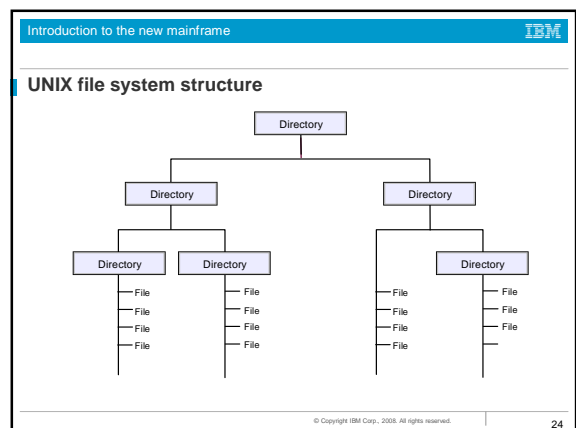 Introduction to the new mainframe
IBM
UNIX file system structure
Directory
Directory Directory
Directory Directory Directory
File File File File
File File File File
File File File File
File File File
© Copyright IBM Corp., 2008. All rights reserved.
24